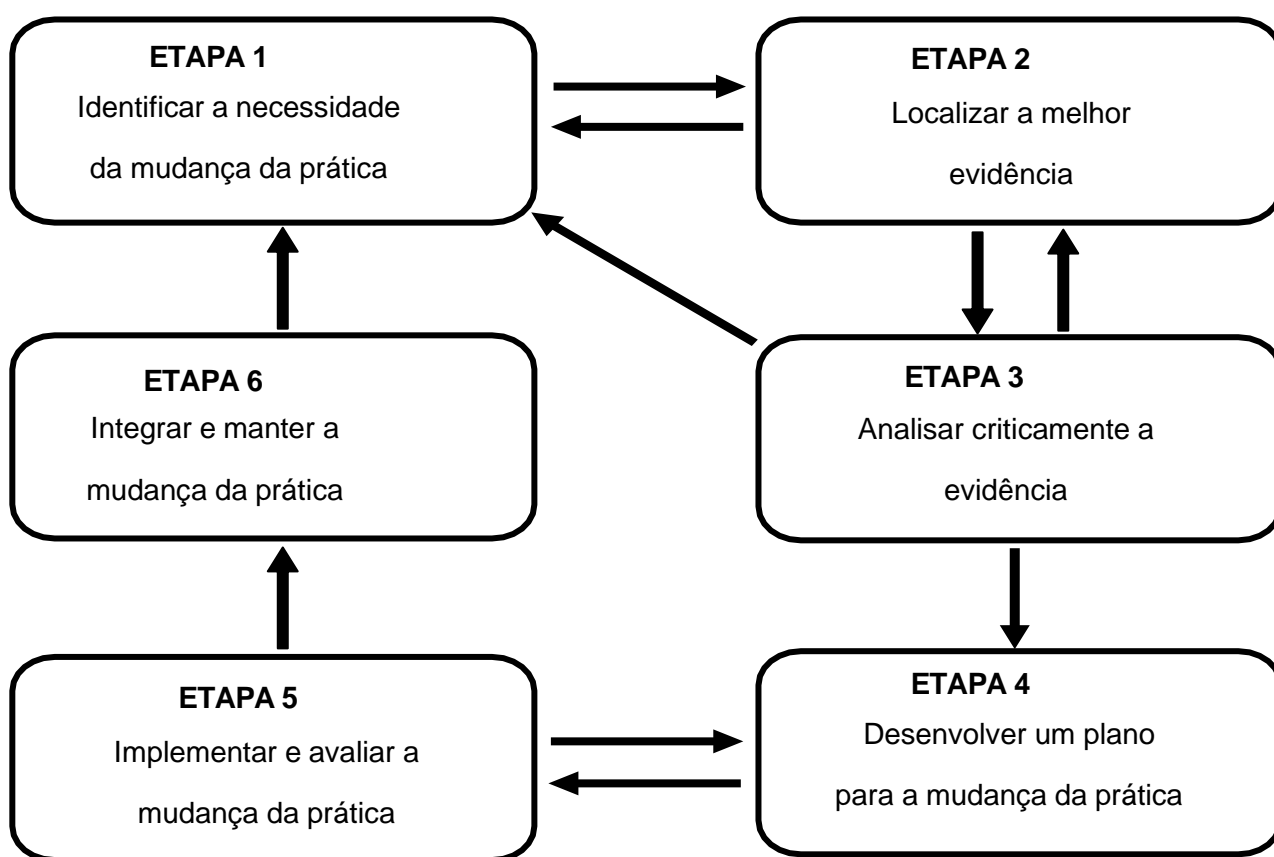 ETAPA 1
Identificar a necessidade
da mudança da prática
ETAPA 2
Localizar a melhor
evidência
ETAPA 6
Integrar e manter a
mudança da prática
ETAPA 3
Analisar criticamente a
evidência
ETAPA 5
Implementar e avaliar a
mudança da prática
ETAPA 4
Desenvolver um plano
para a mudança da prática